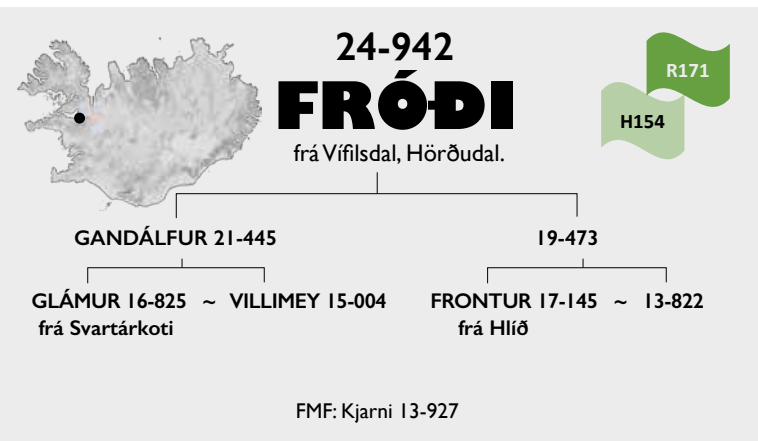 24-942
FRÓÐI
frá Vífilsdal, Hörðudal.
R171
H154
GANDÁLFUR 21-445
19-473
GLÁMUR 16-825 ~ VILLIMEY 15-004
frá Svartárkoti
FRONTUR 17-145 ~ 13-822
frá Hlíð
FMF: Kjarni 13-927